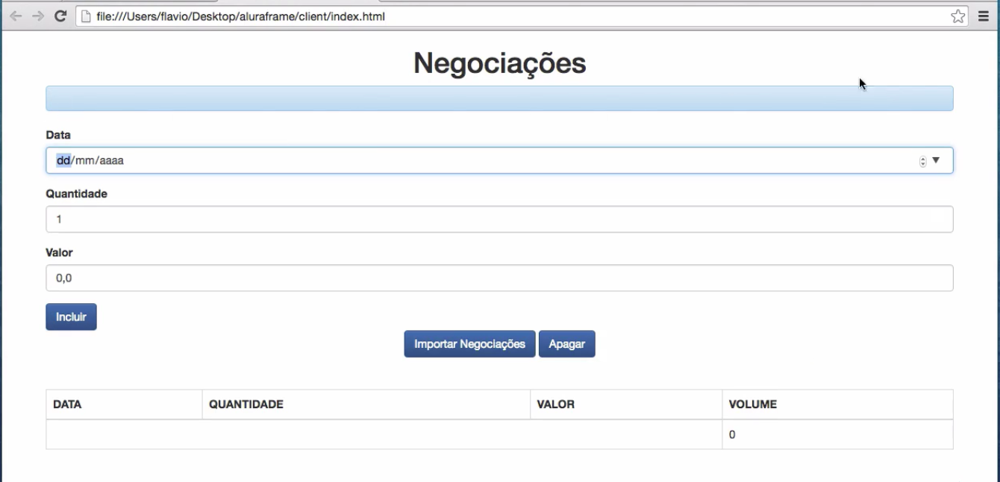 file:///Users/flavio/Desktop/aluraframe/client/index.html
Negociações
Data
dd/mm/aaaa
Quantidade
1
Valor
0,0
Incluir
Importar Negociações Apagar
DATA QUANTIDADE VALOR VOLUME
0